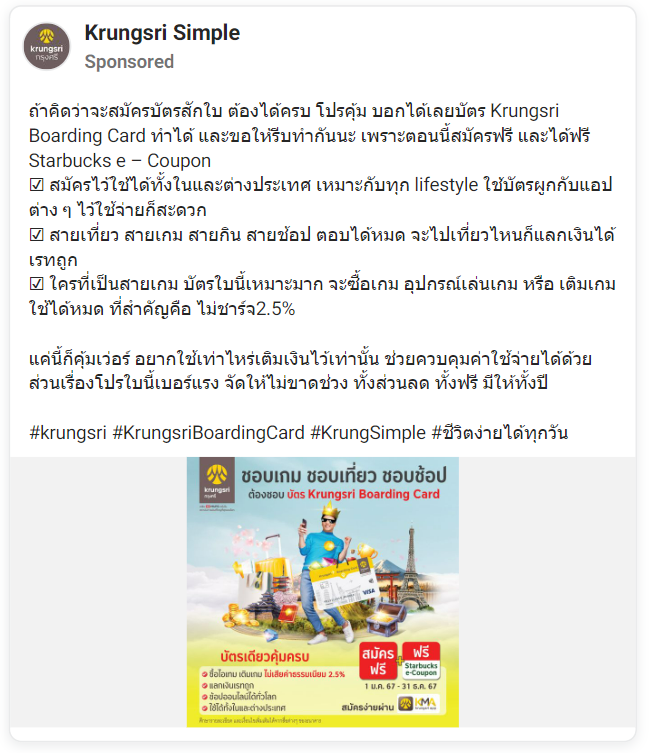 Krungsri Simple
Sponsored
krungsri
กรุงศรี
ถ้าคิดว่าจะสมัครบัตรสักใบ ต้องได้ครบ โปรคุ้ม บอกได้เลยบัตร Krungsri
Boarding Card ทำได้ และขอให้รีบทำกันนะ เพราะตอนนี้สมัครฟรี และได้ฟรี
Starbucks e – Coupon
☑ สมัครไว้ใช้ได้ทั้งในและต่างประเทศ เหมาะกับทุก lifestyle ใช้บัตรผูกกับแอป
ต่าง ๆ ไว้ใช้จ่ายก็สะดวก
☑ สายเที่ยว สายเกม สายกิน สายช้อป ตอบได้หมด จะไปเที่ยวไหนก็แลกเงินได้
เรทถูก
☑ ใครที่เป็นสายเกม บัตรใบนี้เหมาะมาก จะซื้อเกม อุปกรณ์เล่นเกม หรือ เติมเกม
ใช้ได้หมด ที่สำคัญคือ ไม่ชาร์จ2.5%
แค่นี้ก็คุ้มเว่อร์ อยากใช้เท่าไหร่เติมเงินไว้เท่านั้น ช่วยควบคุมค่าใช้จ่ายได้ด้วย
ส่วนเรื่องโปรใบนี้เบอร์แรง จัดให้ไม่ขาดช่วง ทั้งส่วนลด ทั้งฟรี มีให้ทั้งปี
#krungsri #KrungsriBoardingCard #KrungSimple #ชีวิตง่ายได้ทุกวัน
krungsri
กรุงศรี
ชอบเกม ชอบเที่ยว ชอบช้อป
ต้องชอบ บัตร Krungsri Boarding Card
VISA
บัตรเดียวคุ้มครบ
ซื้อไอเทม เติมเกม ไม่เสียค่าธรรมเนียม 2.5%
แลกเงินเรทถูก
ช้อปออนไลน์ได้ทั่วโลก
ใช้ได้ทั้งในและต่างประเทศ
สมัคร
ฟรี
+
ฟรี
Starbucks
e-Coupon
1 ม.ค. 67 - 31 ธ.ค. 67
สมัครง่ายผ่าน
KMA